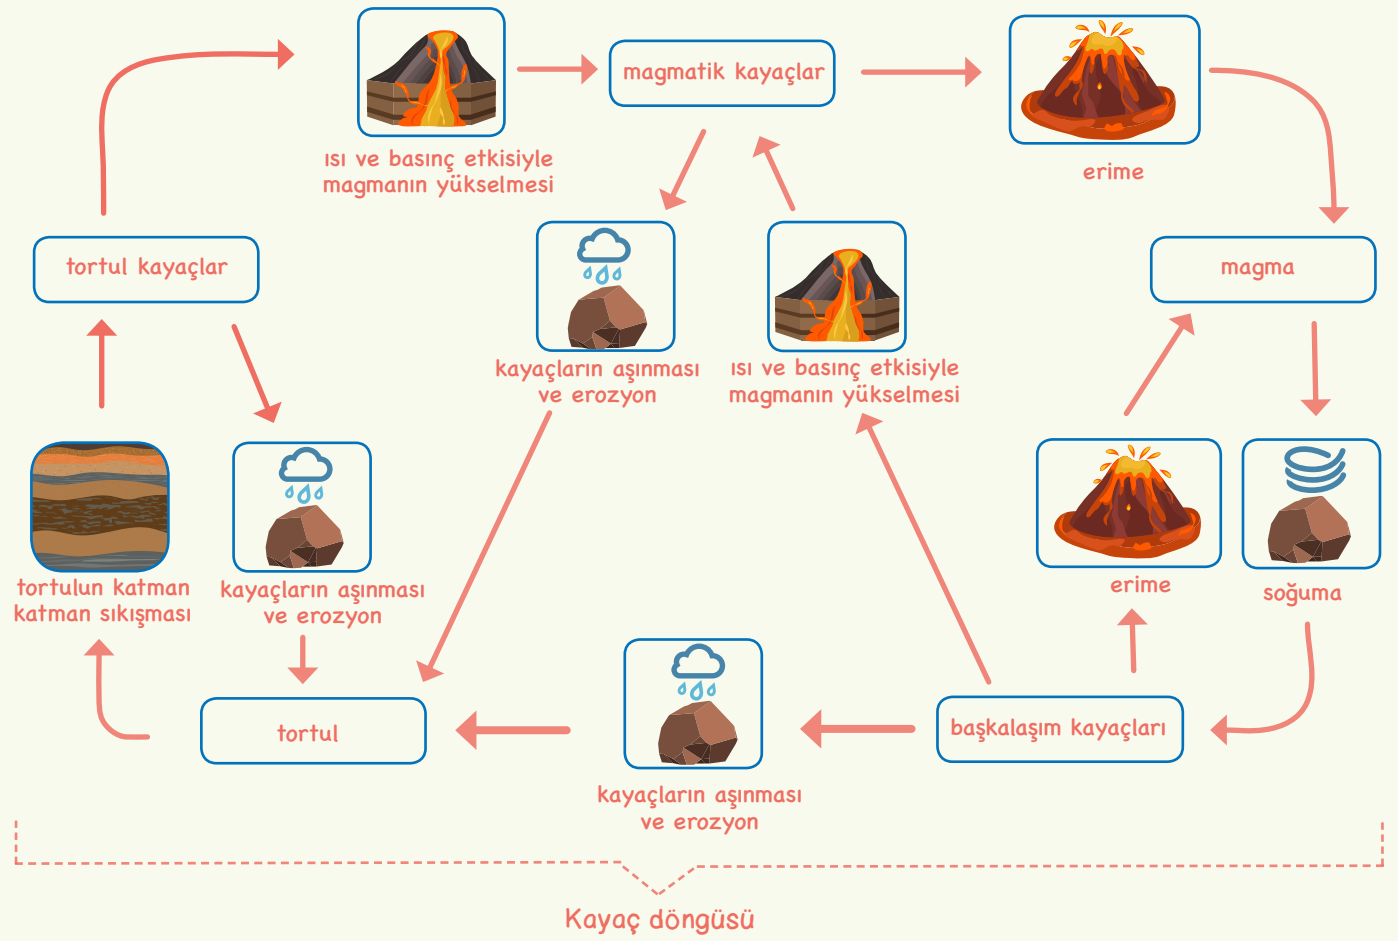 magmatik kayaçlar
ısı ve basınç etkisiyle
magmanın yükselmesi
erime
tortul kayaçlar
magma
kayaçların aşınması
ve erozyon
ısı ve basınç etkisiyle
magmanın yükselmesi
tortulun katman
katman sıkışması
kayaçların aşınması
ve erozyon
erime
soğuma
tortul
başkalaşım kayaçları
kayaçların aşınması
ve erozyon
Kayaç döngüsü